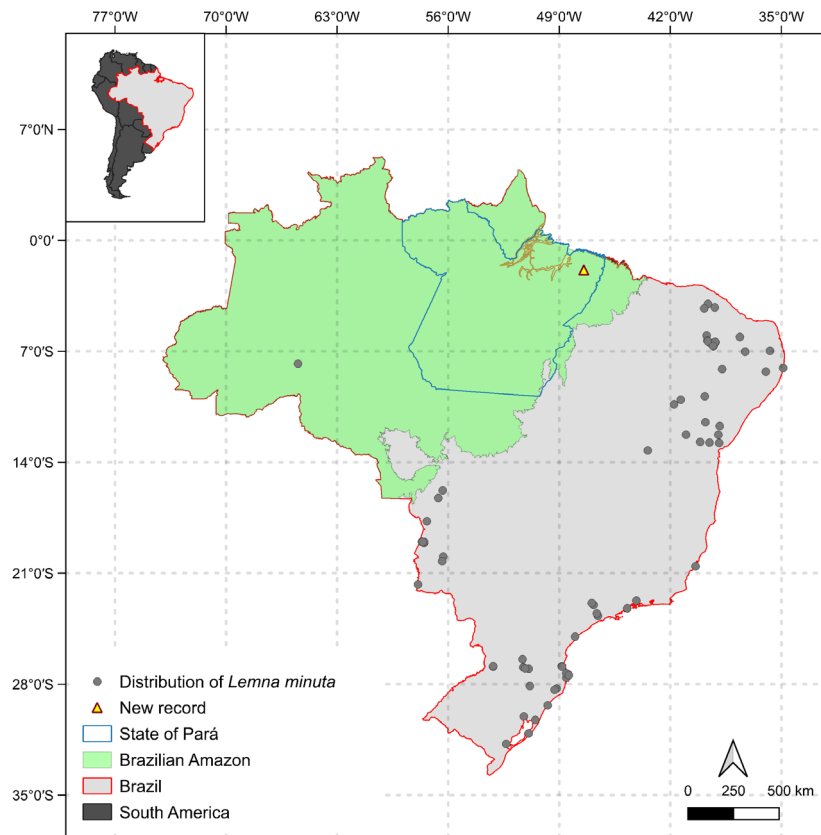 77°0'W 70°0'W 63°0'W 56°0'W 49°0'W 42°0'W 35°0'W
7°0'N
0°0'
7°0'S
14°0'S
21°0'S
28°0'S
35°0'S
Distribution of Lemna minuta
New record
State of Pará
Brazilian Amazon
Brazil
South America
0 250 500 km